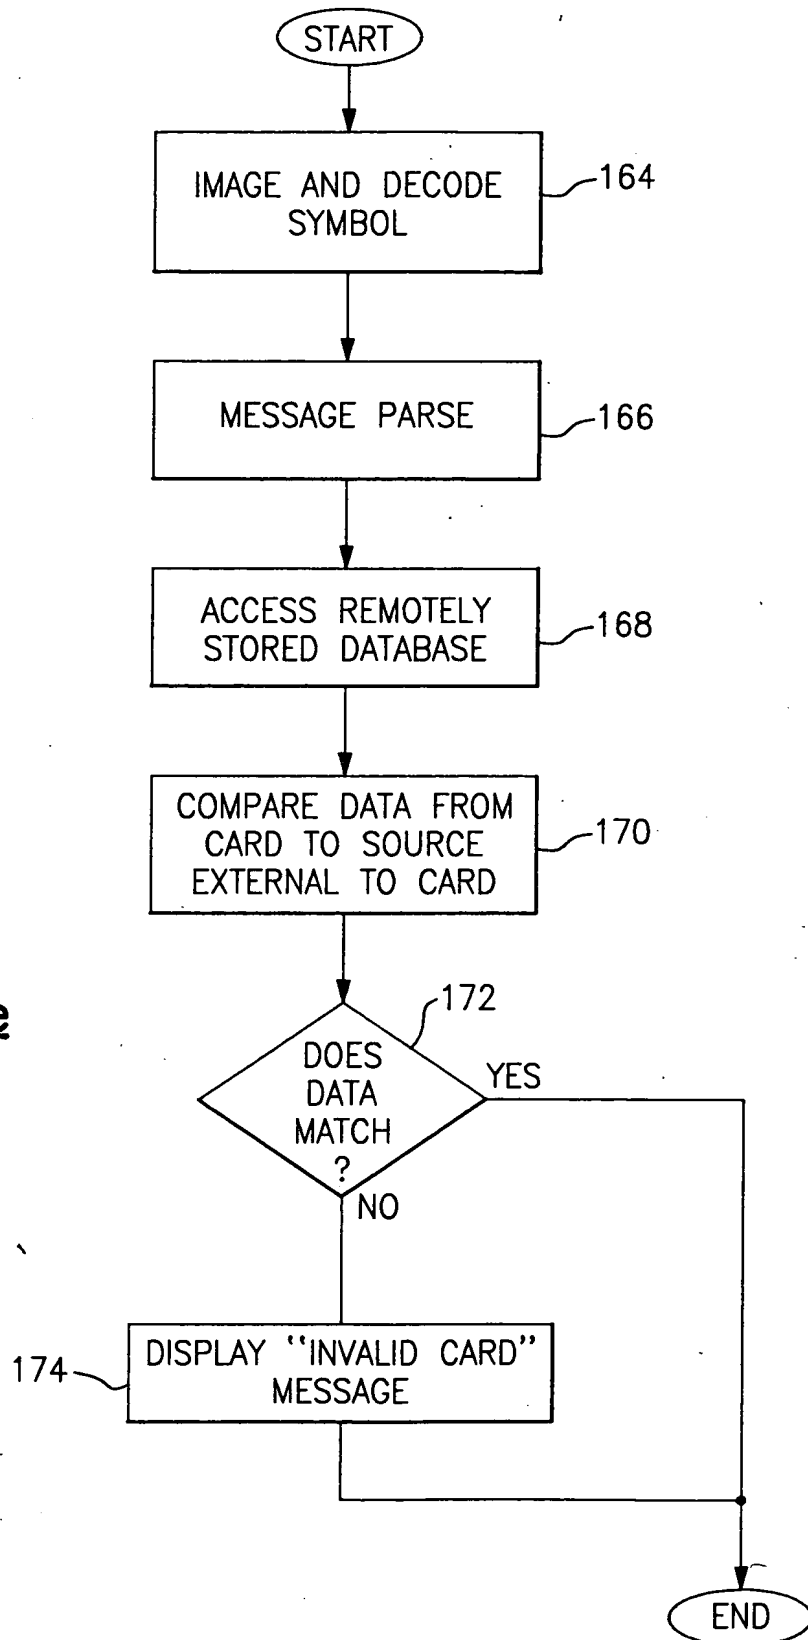 START
IMAGE AND DECODE
SYMBOL
164
MESSAGE PARSE
166
ACCESS REMOTELY
STORED DATABASE
168
COMPARE DATA FROM
CARD TO SOURCE
EXTERNAL TO CARD
170
172
DOES
DATA
MATCH
?
YES
NO
174
DISPLAY "INVALID CARD"
MESSAGE
END